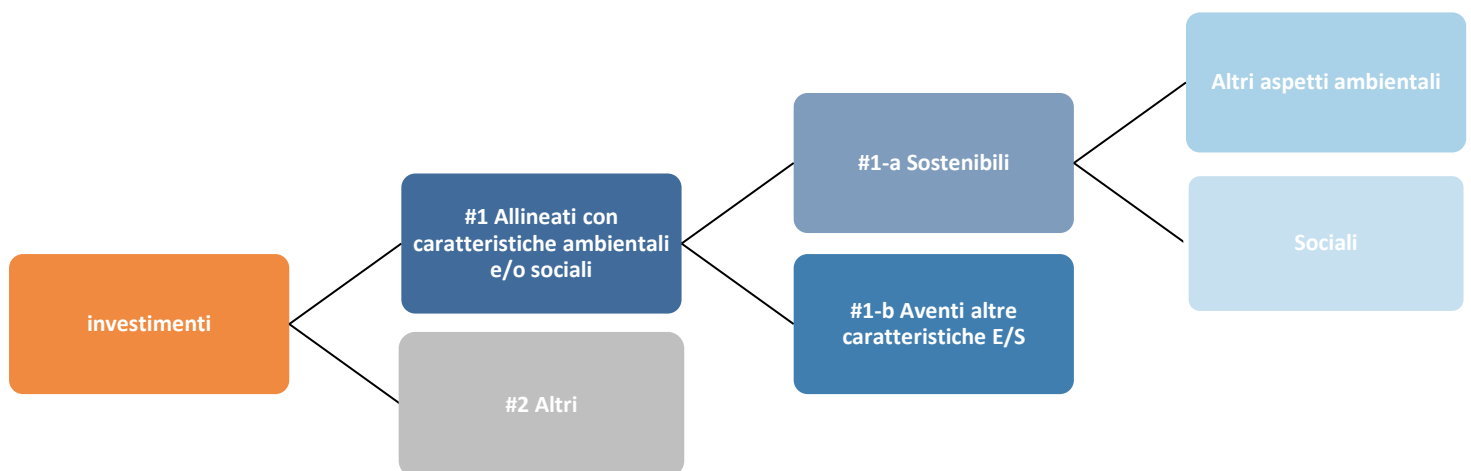 investimenti
#1 Allineati con
caratteristiche ambientali
e/o sociali
#2 Altri
#1-a Sostenibili
#1-b Aventi altre
caratteristiche E/S
Altri aspetti ambientali
Sociali